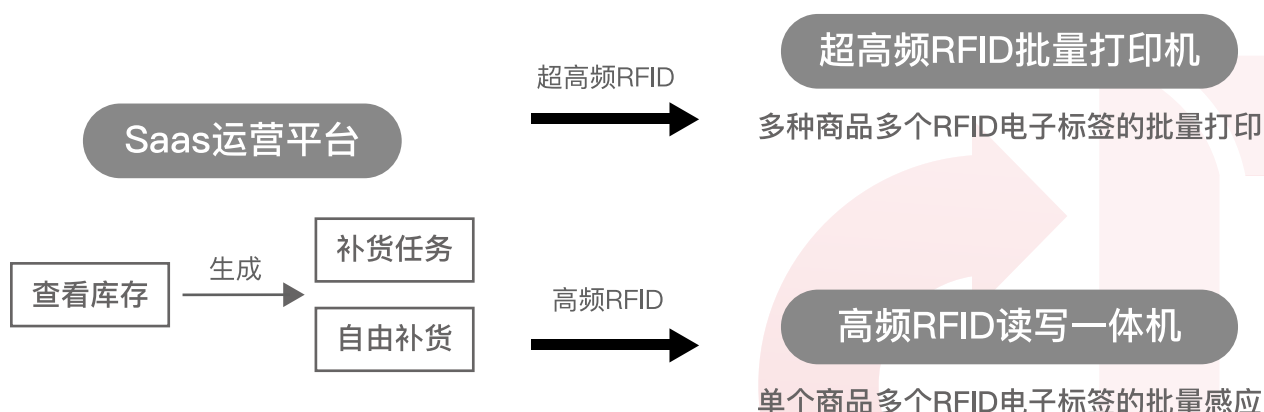 超高频RFID批量打印机
超高频RFID
多种商品多个RFID电子标签的批量打印
Saas运营平台
补货任务
生成
查看库存
高频RFID
自由补货
高频RFID读写一体机
单个商品多个RFID电子标签的批量感应